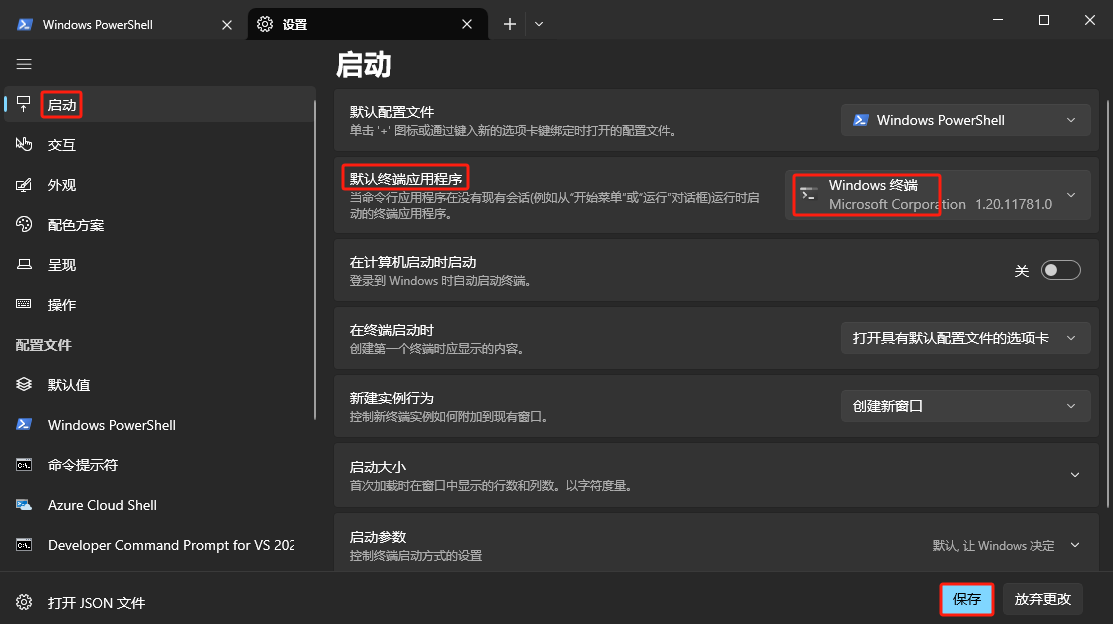 Windows PowerShell
设置
启动
交互
外观
配色方案
呈现
操作
配置文件
默认值
Windows PowerShell
命令提示符
Azure Cloud Shell
Developer Command Prompt for VS 202
打开 JSON 文件
启动
默认配置文件
单击 '+' 图标或通过键入新的选项卡键绑定时打开的配置文件。
Windows PowerShell
默认终端应用程序
当命令行应用程序在没有现有会话(例如从“开始菜单”或“运行”对话框)运行时启
动的终端应用程序。
Windows 终端
Microsoft Corporation 1.20.11781.0
在计算机启动时启动
登录到 Windows 时自动启动终端。
关
在终端启动时
创建第一个终端时应显示的内容。
打开具有默认配置文件的选项卡
新建实例行为
控制新终端实例如何附加到现有窗口。
创建新窗口
启动大小
首次加载时在窗口中显示的行数和列数。以字符度量。
启动参数
控制终端启动方式的设置
默认, 让 Windows 决定
保存
放弃更改